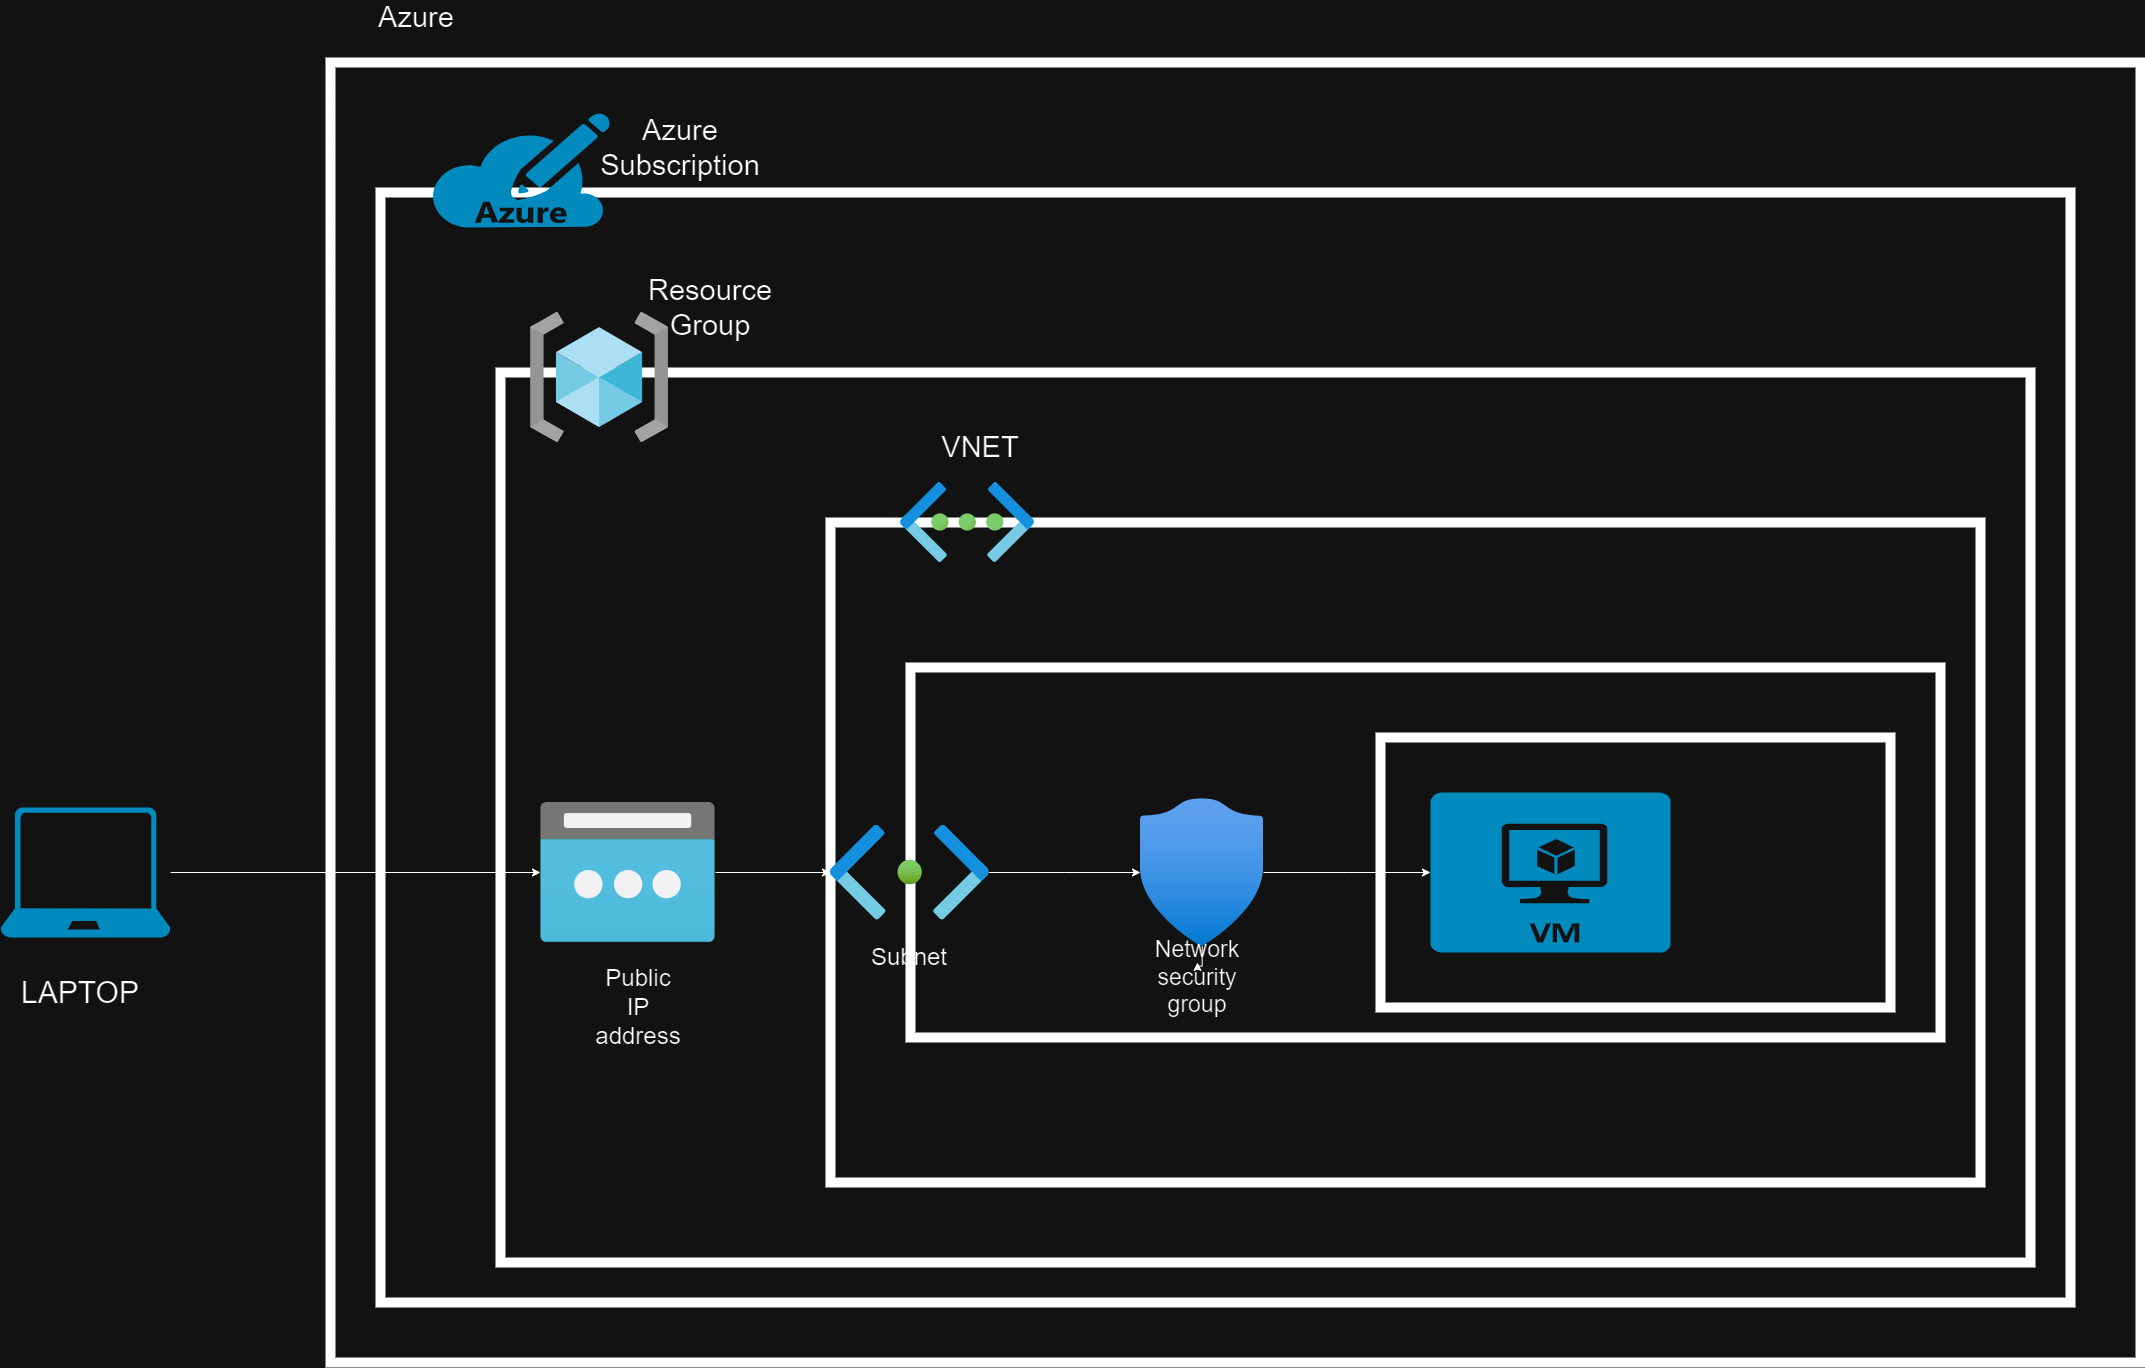 Azure
Azure
Subscription
Azure
Resource
Group
VNET
Subnet
Network
security
group
VM
Public
IP
address
LAPTOP